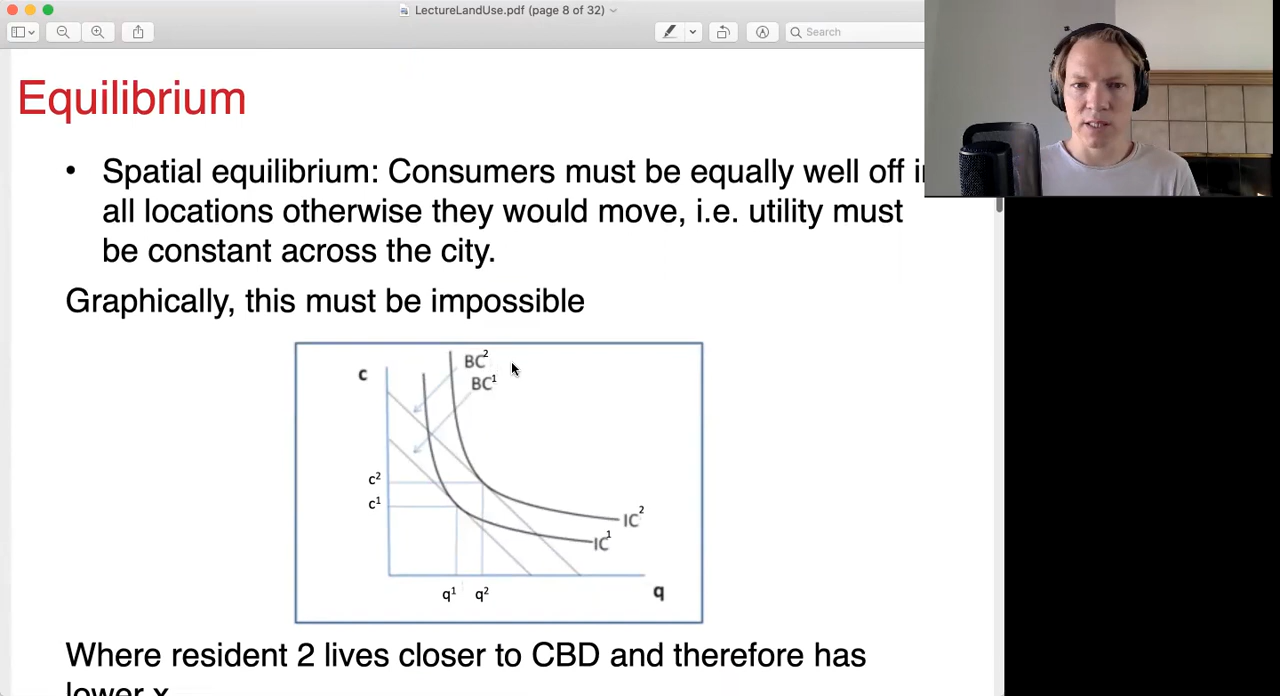 LectureLandUse.pdf (page 8 of 32)
Search
Equilibrium
• Spatial equilibrium: Consumers must be equally well off
all locations otherwise they would move, i.e. utility must
be constant across the city.
Graphically, this must be impossible
BC²
c
BC¹
c²
c¹
IC²
IC¹
q¹ q²
q
Where resident 2 lives closer to CBD and therefore has
lower x